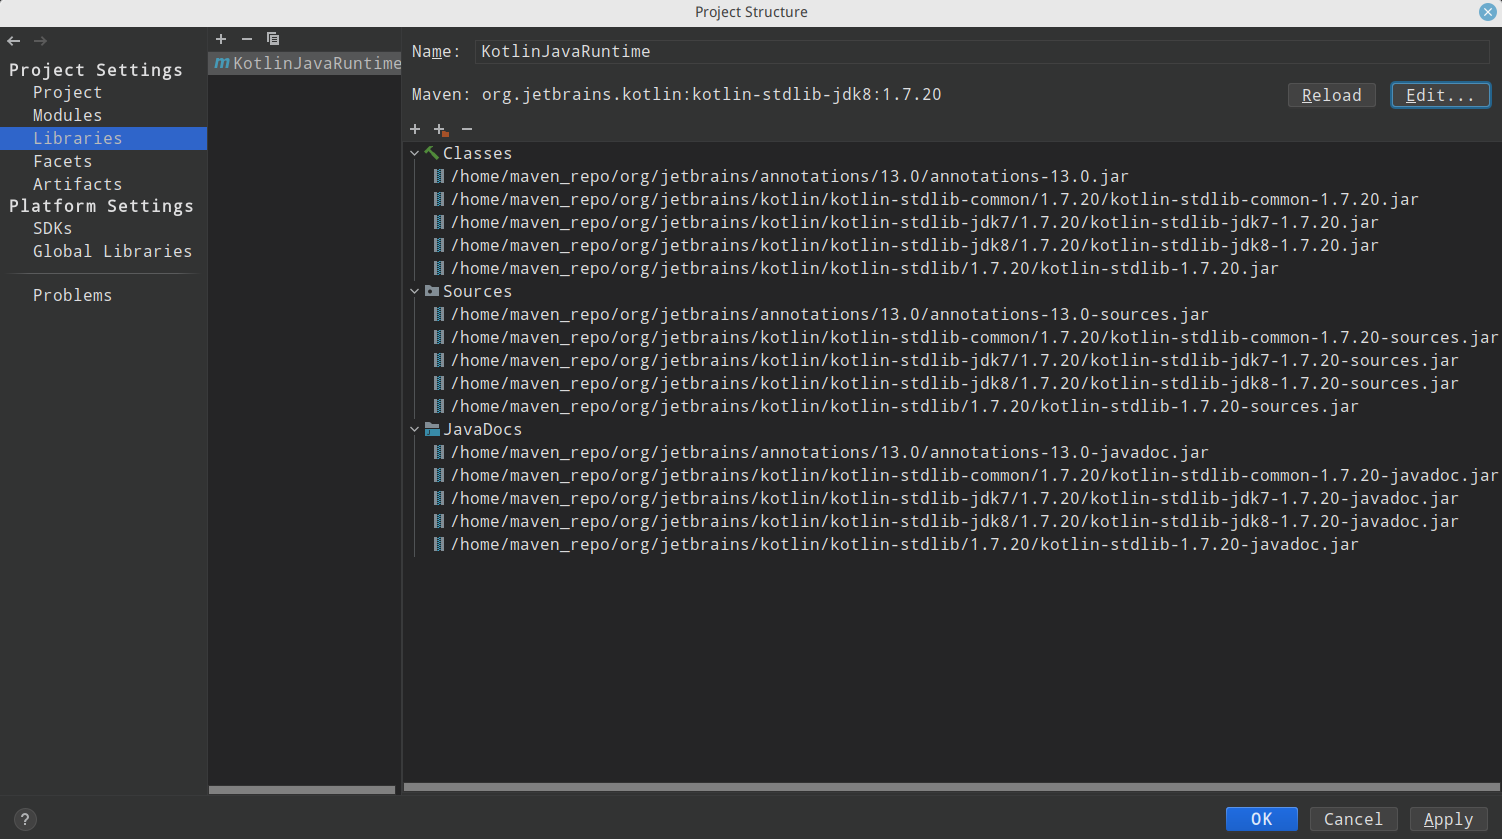 Project Structure
Project Settings
Project
Modules
Libraries
Facets
Artifacts
Platform Settings
SDKs
Global Libraries
Problems
KotlinJavaRuntime
Name: KotlinJavaRuntime
Maven: org.jetbrains.kotlin:kotlin-stdlib-jdk8:1.7.20
Reload Edit...
Classes
/home/maven_repo/org/jetbrains/annotations/13.0/annotations-13.0.jar
/home/maven_repo/org/jetbrains/kotlin/kotlin-stdlib-common/1.7.20/kotlin-stdlib-common-1.7.20.jar
/home/maven_repo/org/jetbrains/kotlin/kotlin-stdlib-jdk7/1.7.20/kotlin-stdlib-jdk7-1.7.20.jar
/home/maven_repo/org/jetbrains/kotlin/kotlin-stdlib-jdk8/1.7.20/kotlin-stdlib-jdk8-1.7.20.jar
/home/maven_repo/org/jetbrains/kotlin/kotlin-stdlib/1.7.20/kotlin-stdlib-1.7.20.jar
Sources
/home/maven_repo/org/jetbrains/annotations/13.0/annotations-13.0-sources.jar
/home/maven_repo/org/jetbrains/kotlin/kotlin-stdlib-common/1.7.20/kotlin-stdlib-common-1.7.20-sources.jar
/home/maven_repo/org/jetbrains/kotlin/kotlin-stdlib-jdk7/1.7.20/kotlin-stdlib-jdk7-1.7.20-sources.jar
/home/maven_repo/org/jetbrains/kotlin/kotlin-stdlib-jdk8/1.7.20/kotlin-stdlib-jdk8-1.7.20-sources.jar
/home/maven_repo/org/jetbrains/kotlin/kotlin-stdlib/1.7.20/kotlin-stdlib-1.7.20-sources.jar
JavaDocs
/home/maven_repo/org/jetbrains/annotations/13.0/annotations-13.0-javadoc.jar
/home/maven_repo/org/jetbrains/kotlin/kotlin-stdlib-common/1.7.20/kotlin-stdlib-common-1.7.20-javadoc.jar
/home/maven_repo/org/jetbrains/kotlin/kotlin-stdlib-jdk7/1.7.20/kotlin-stdlib-jdk7-1.7.20-javadoc.jar
/home/maven_repo/org/jetbrains/kotlin/kotlin-stdlib-jdk8/1.7.20/kotlin-stdlib-jdk8-1.7.20-javadoc.jar
/home/maven_repo/org/jetbrains/kotlin/kotlin-stdlib/1.7.20/kotlin-stdlib-1.7.20-javadoc.jar
? OK Cancel Apply